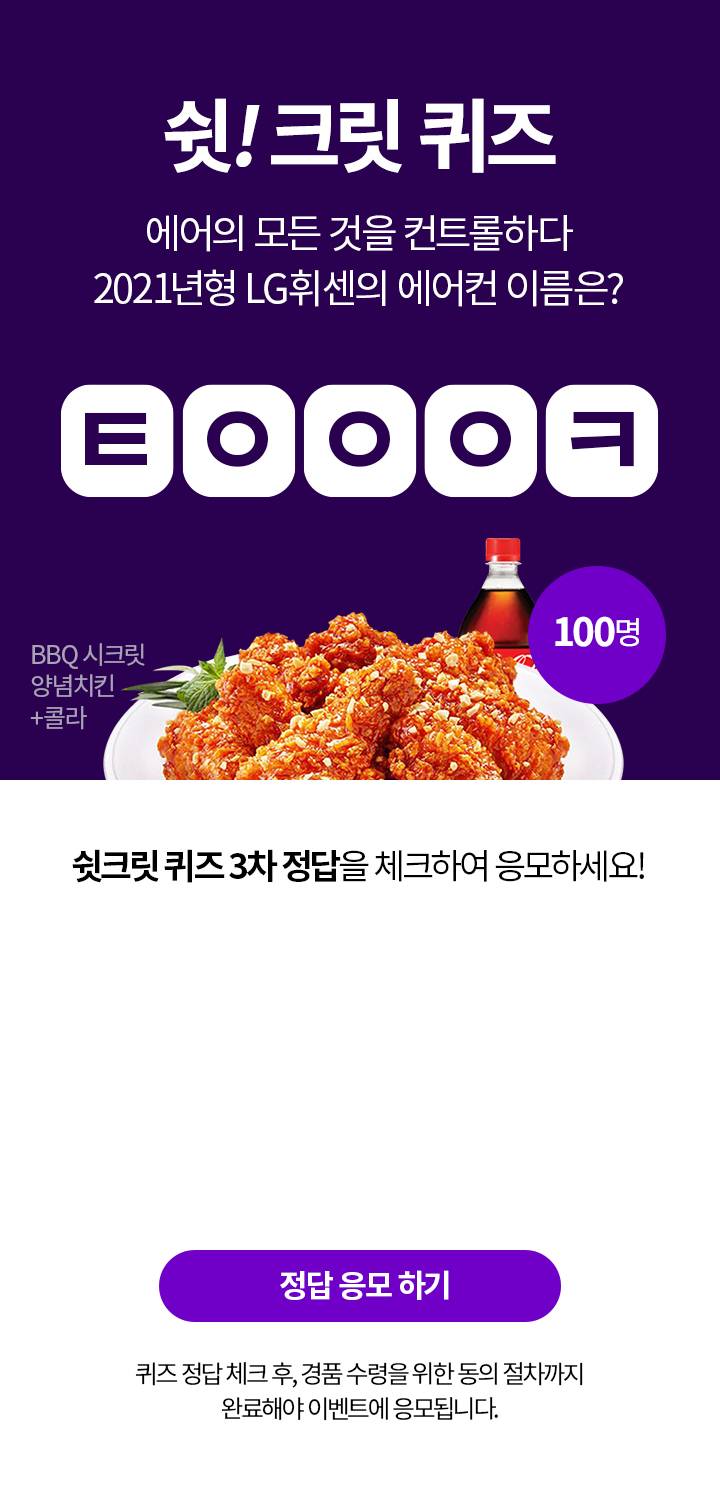 쉿! 크릿 퀴즈
에어의 모든 것을 컨트롤하다
2021년형 LG휘센의 에어컨 이름은?
ㅌㅇㅇㅇㅋ
100명
BBQ 시크릿
양념치킨
+콜라
쉿크릿 퀴즈 3차 정답을 체크하여 응모하세요!
정답 응모 하기
퀴즈 정답 체크 후, 경품 수령을 위한 동의 절차까지
완료해야 이벤트에 응모됩니다.